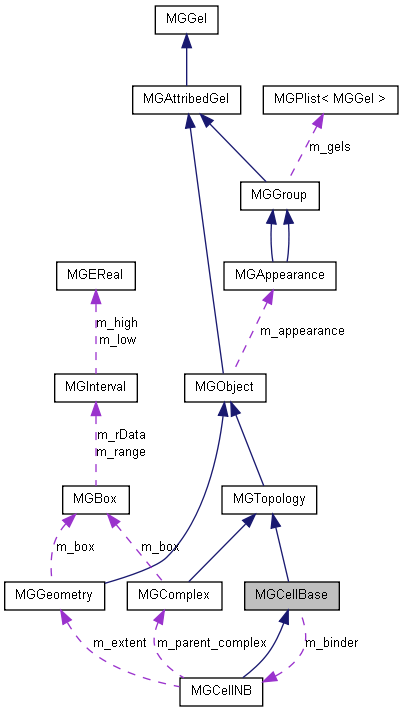 MGGel
MGAttribedGel
MGPlist< MGGel >
m_gels
MGGroup
MGEReal
MGAppearance
m_high
m_low
m_appearance
MGInterval
MGObject
m_rData
m_range
MGBox
MGTopology
m_box
m_box
MGGeometry
MGComplex
MGCellBase
m_extent
m_parent_complex
m_binder
MGCellNB